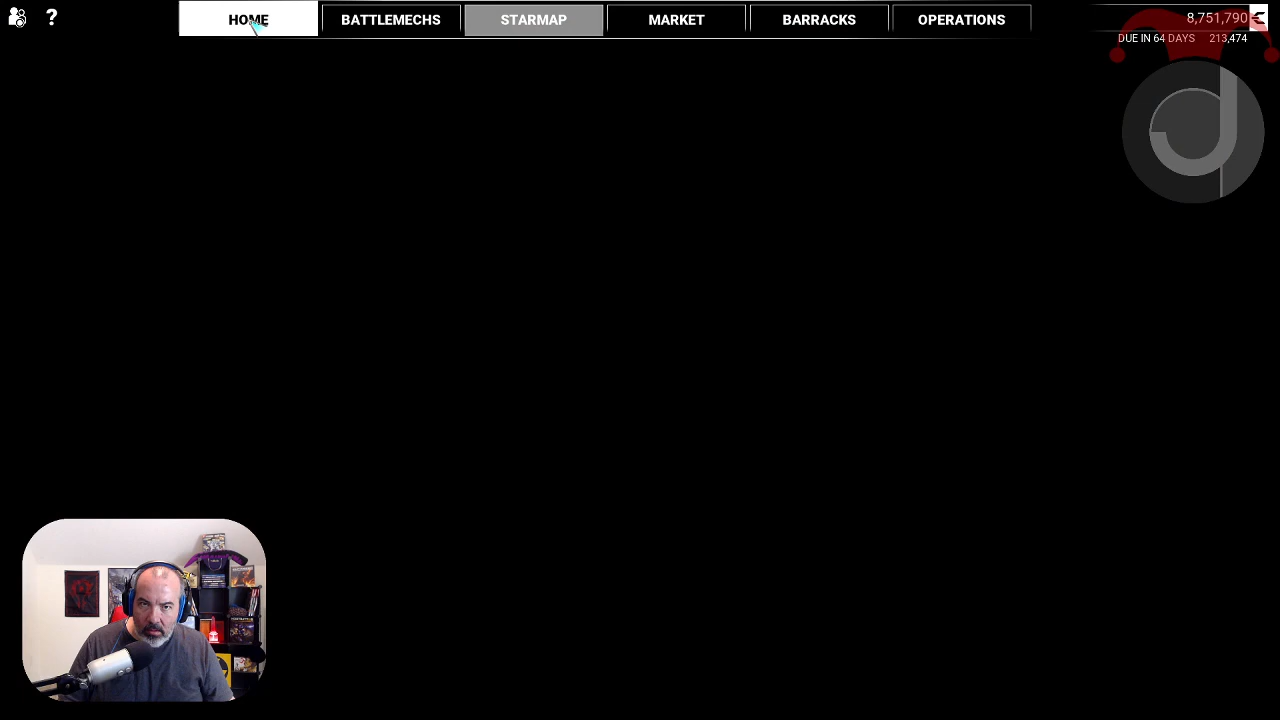 ?
HOME
BATTLEMECHS
STARMAP
MARKET
BARRACKS
OPERATIONS
8,751,790
DUE IN 64 DAYS 213,474